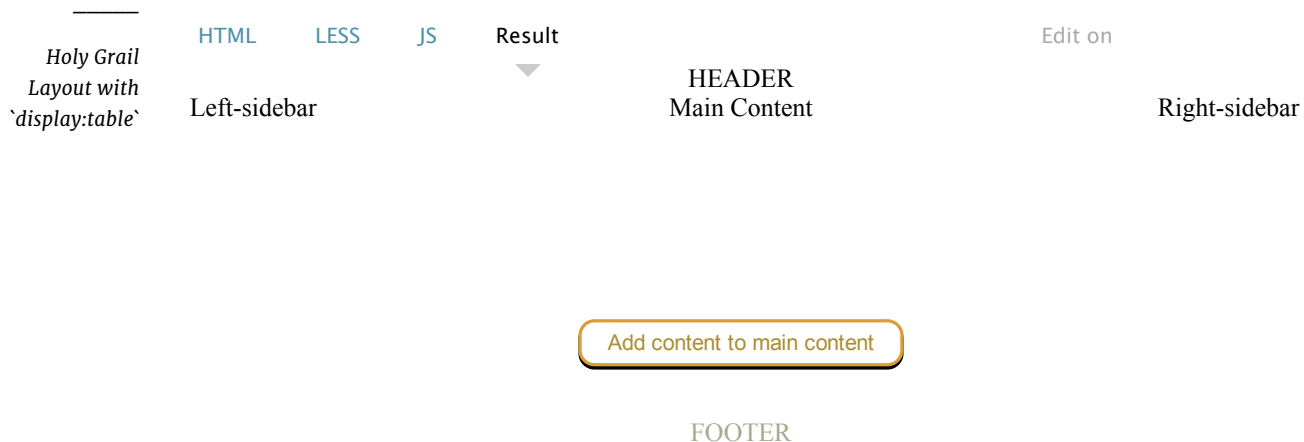 Holy Grail
Layout with
`display:table`
HTML LESS JS Result Edit on
HEADER
Left-sidebar Main Content Right-sidebar
Add content to main content
FOOTER